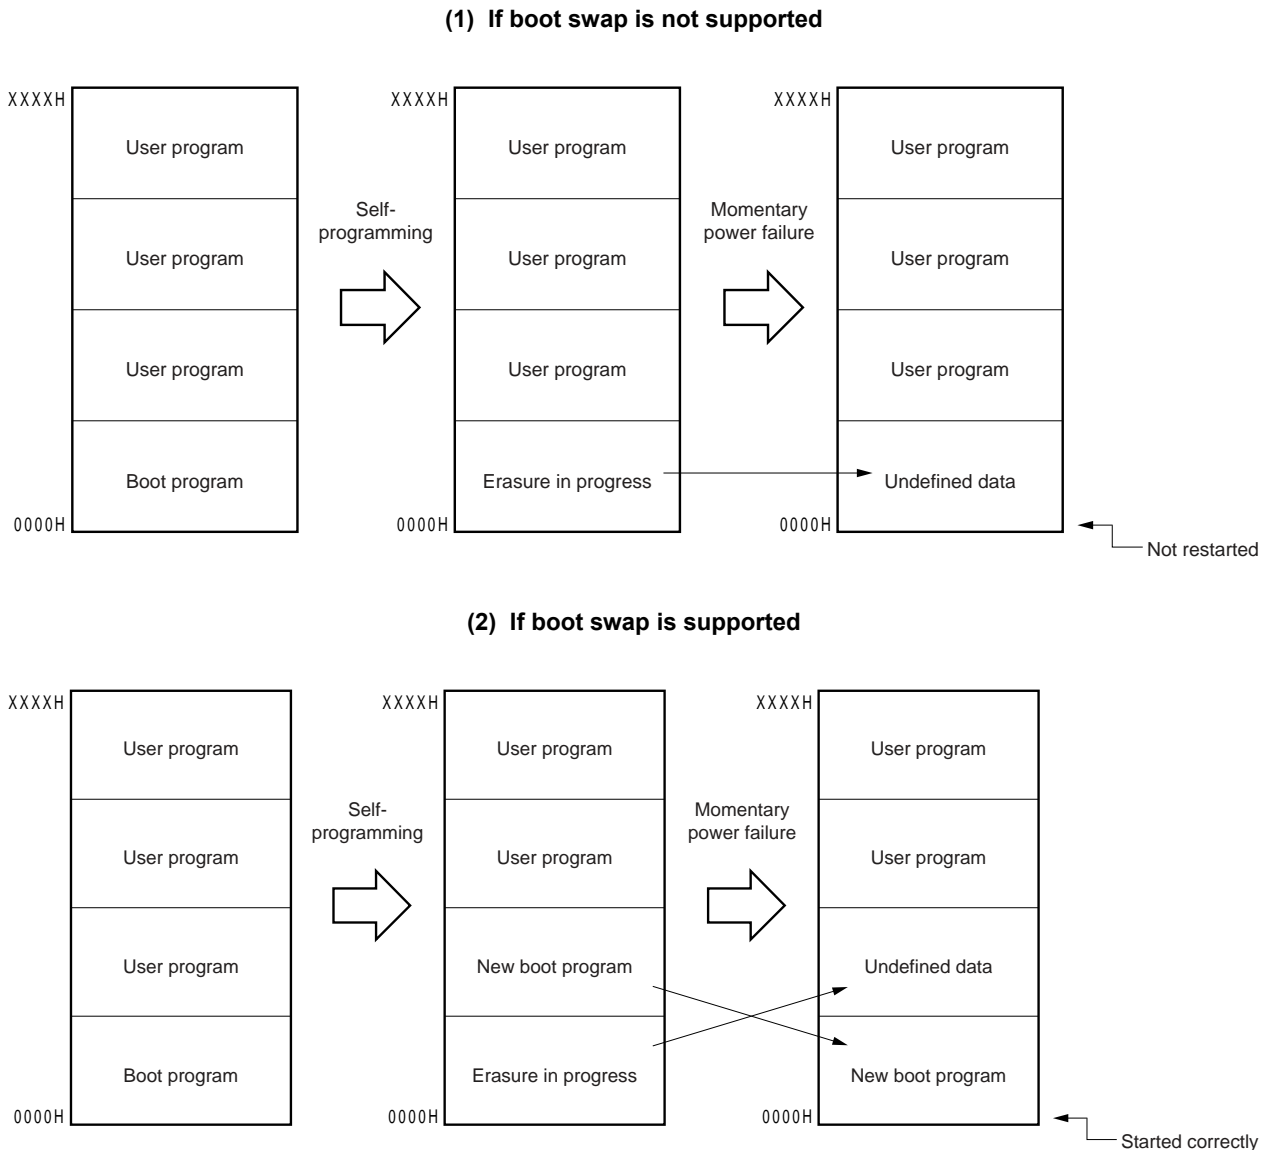 (1) If boot swap is not supported
XXXXH
User program
User program
User program
Boot program
0000H
Self-
programming
XXXXH
User program
User program
User program
Erasure in progress
0000H
Momentary
power failure
XXXXH
User program
User program
User program
Undefined data
0000H
Not restarted
(2) If boot swap is supported
XXXXH
User program
User program
User program
Boot program
0000H
Self-
programming
XXXXH
User program
User program
New boot program
Erasure in progress
0000H
Momentary
power failure
XXXXH
User program
User program
Undefined data
New boot program
0000H
Started correctly